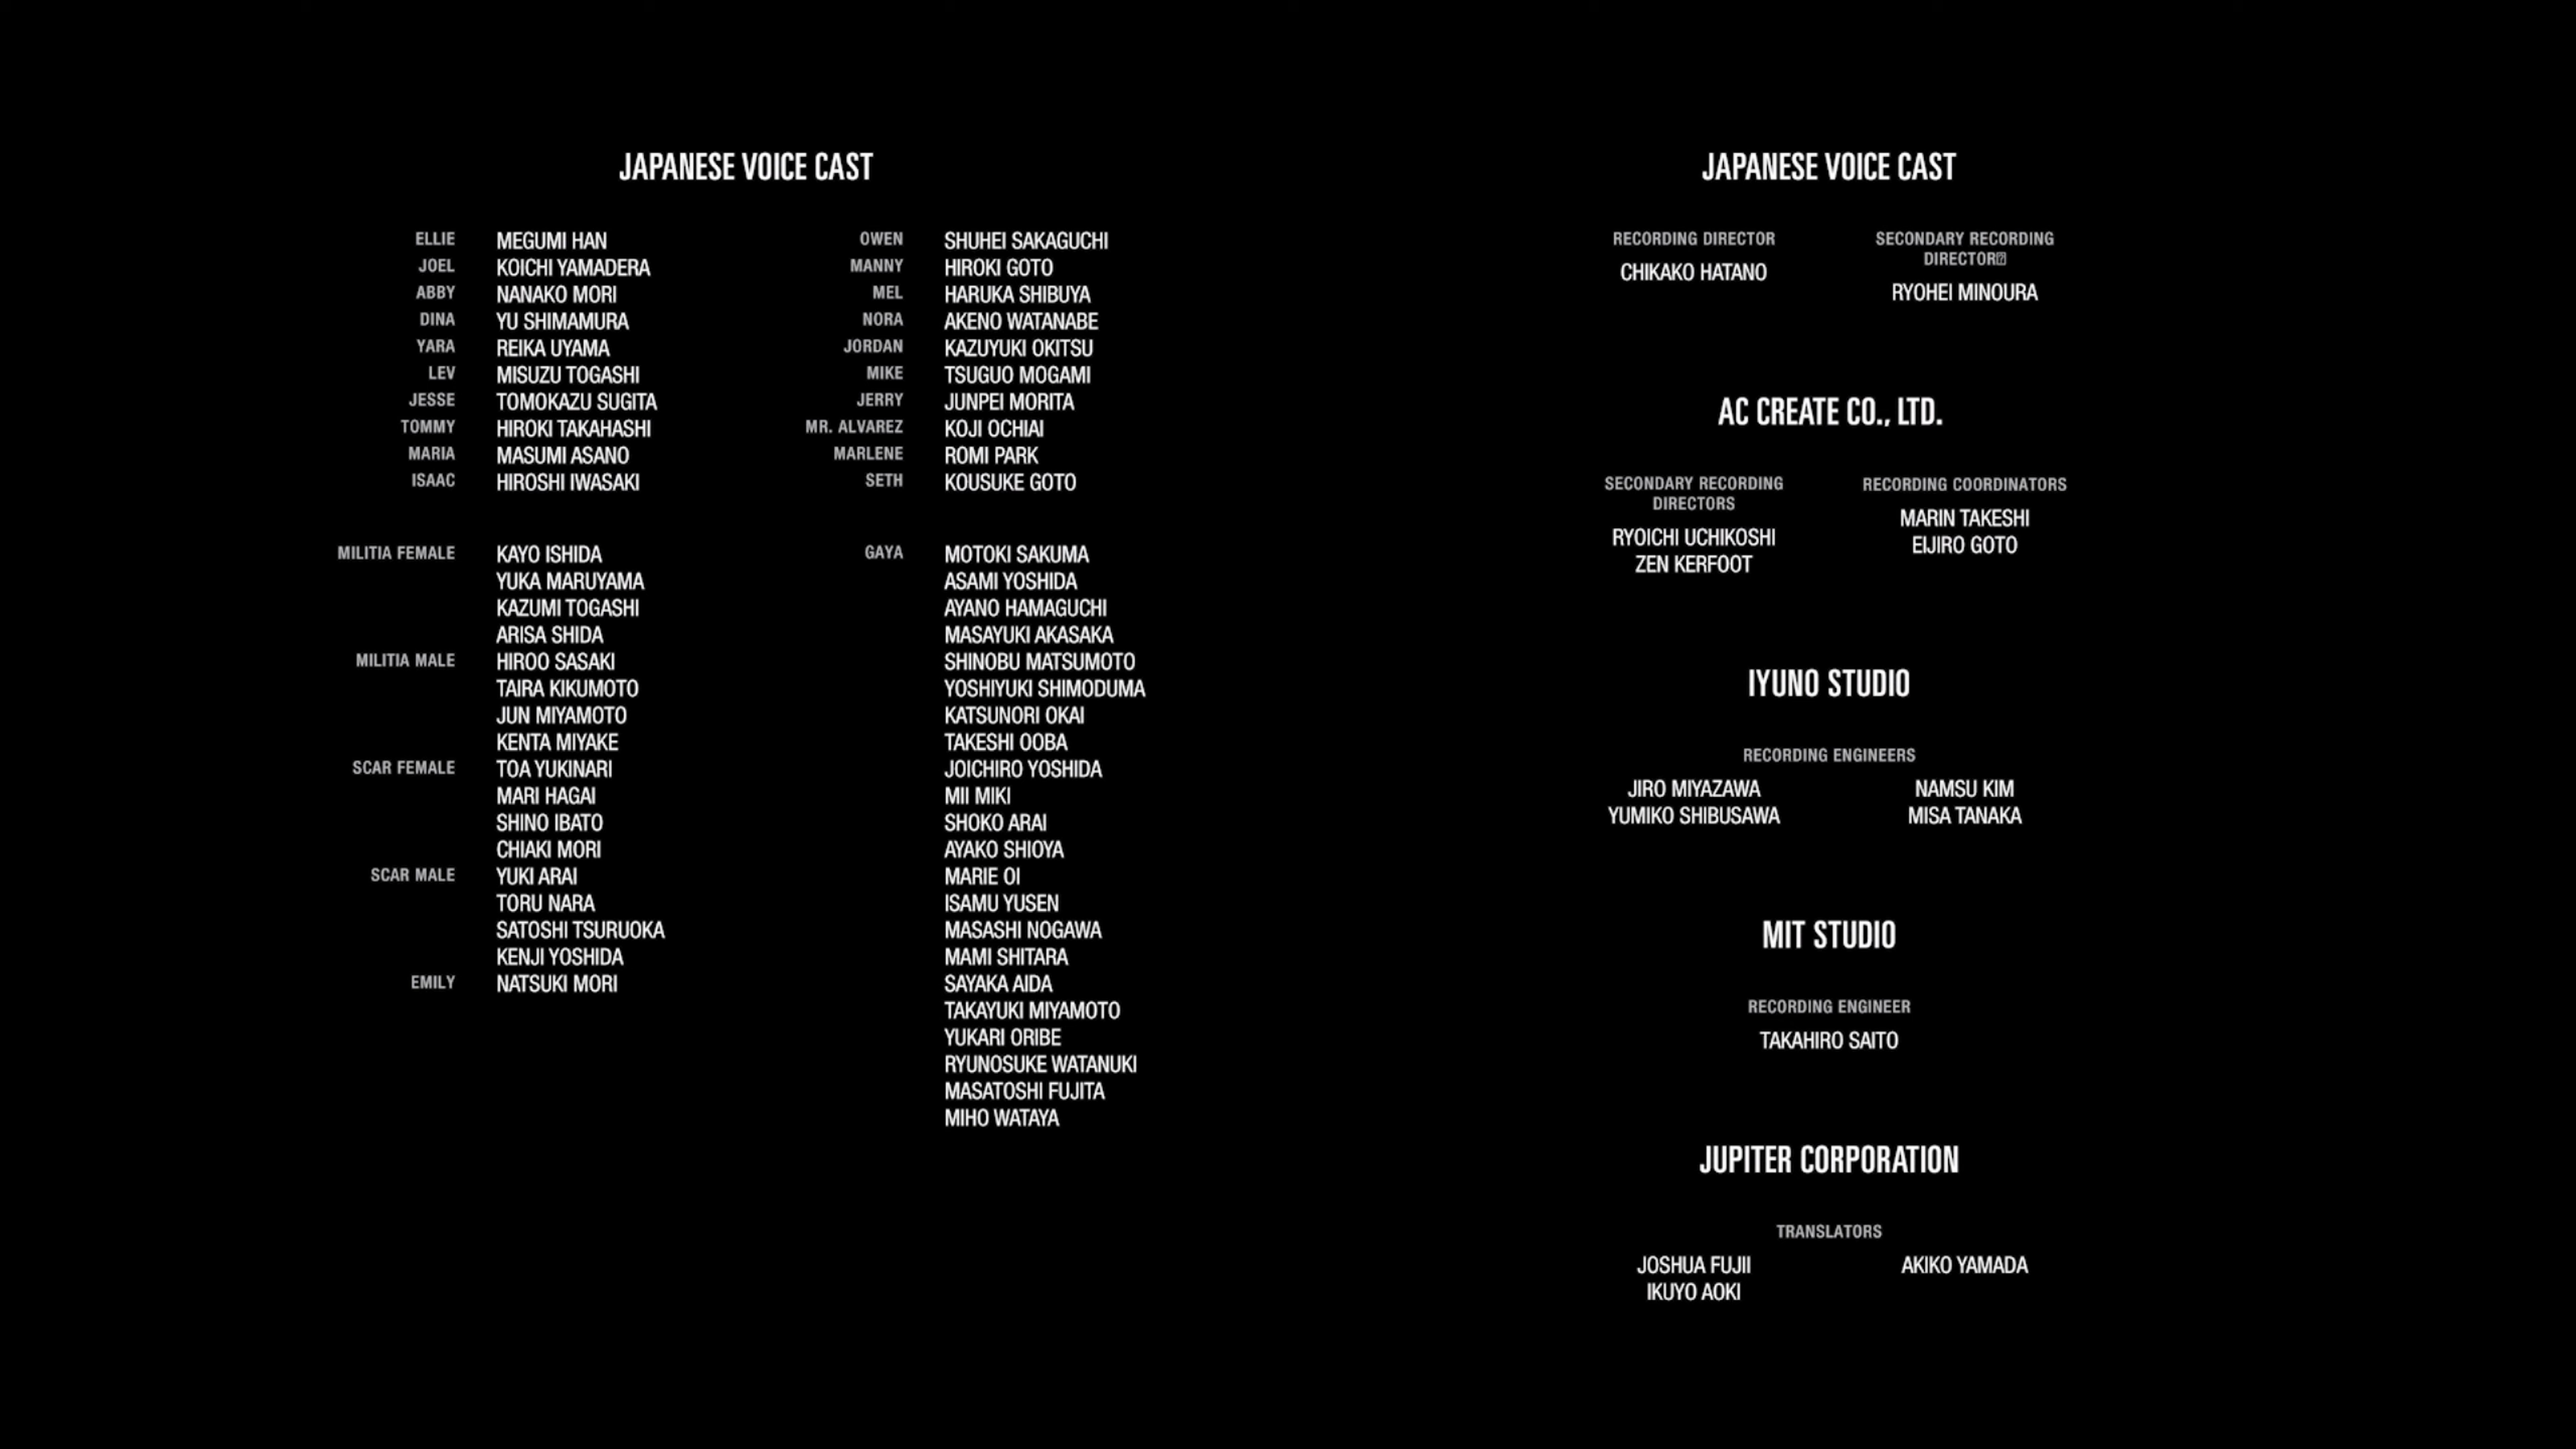 JAPANESE VOICE CAST
ELLIE MEGUMI HAN
JOEL KOICHI YAMADERA
ABBY NANAKO MORI
DINA YU SHIMAMURA
YARA REIKA UYAMA
LEV MISUZU TOGASHI
JESSE TOMOKAZU SUGITA
TOMMY HIROKI TAKAHASHI
MARIA MASUMI ASANO
ISAAC HIROSHI IWASAKI
OWEN SHUHEI SAKAGUCHI
MANNY HIROKI GOTO
MEL HARUKA SHIBUYA
NORA AKENO WATANABE
JORDAN KAZUYUKI OKITSU
MIKE TSUGUO MOGAMI
JERRY JUNPEI MORITA
MR. ALVAREZ KOJI OCHIAI
MARLENE ROMI PARK
SETH KOUSUKE GOTO
MILITIA FEMALE KAYO ISHIDA
YUKA MARUYAMA
KAZUMI TOGASHI
ARISA SHIDA
MILITIA MALE HIROO SASAKI
TAIRA KIKUMOTO
JUN MIYAMOTO
KENTA MIYAKE
SCAR FEMALE TOA YUKINARI
MARI HAGAI
SHINO IBATO
CHIAKI MORI
SCAR MALE YUKI ARAI
TORU NARA
SATOSHI TSURUOKA
KENJI YOSHIDA
EMILY NATSUKI MORI
GAYA MOTOKI SAKUMA
ASAMI YOSHIDA
AYANO HAMAGUCHI
MASAYUKI AKASAKA
SHINOBU MATSUMOTO
YOSHIYUKI SHIMODUMA
KATSUNORI OKAI
TAKESHI OOBA
JOICHIRO YOSHIDA
MII MIKI
SHOKO ARAI
AYAKO SHIOYA
MARIE OI
ISAMU YUSEN
MASASHI NOGAWA
MAMI SHITARA
SAYAKA AIDA
TAKAYUKI MIYAMOTO
YUKARI ORIBE
RYUNOSUKE WATANUKI
MASATOSHI FUJITA
MIHO WATAYA
JAPANESE VOICE CAST
RECORDING DIRECTOR
CHIKAKO HATANO
SECONDARY RECORDING
DIRECTOR
RYOHEI MINOURA
AC CREATE CO., LTD.
SECONDARY RECORDING
DIRECTORS
RYOICHI UCHIKOSHI
ZEN KERFOOT
RECORDING COORDINATORS
MARIN TAKESHI
EIJIRO GOTO
IYUNO STUDIO
RECORDING ENGINEERS
JIRO MIYAZAWA
YUMIKO SHIBUSAWA
NAMSU KIM
MISA TANAKA
MIT STUDIO
RECORDING ENGINEER
TAKAHIRO SAITO
JUPITER CORPORATION
TRANSLATORS
JOSHUA FUJII
IKUYO AOKI
AKIKO YAMADA